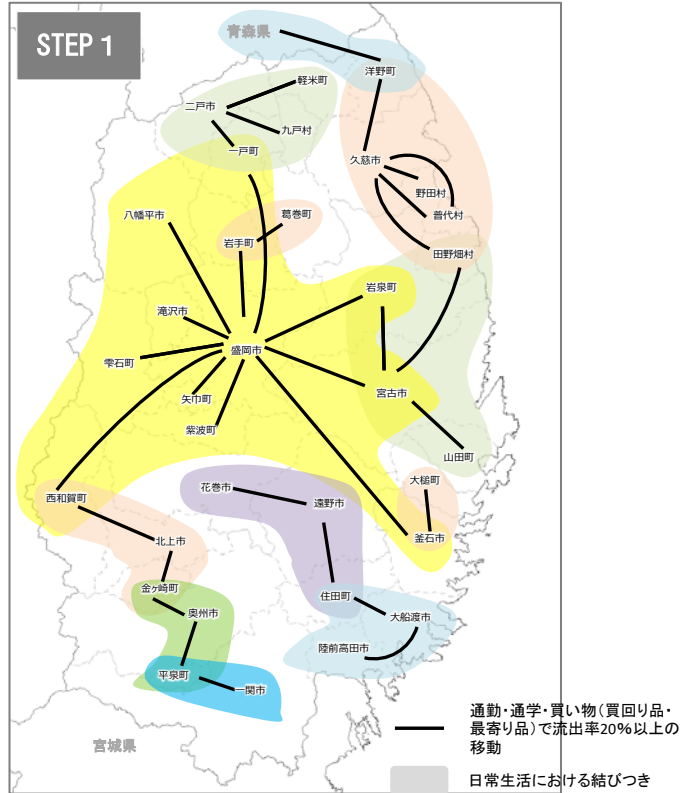 STEP 1
青森県
洋野町
軽米町
二戸市
九戸村
一戸町
久慈市
野田村
普代村
葛巻町
八幡平市
岩手町
田野畑村
岩泉町
滝沢市
盛岡市
雫石町
宮古市
矢巾町
紫波町
山田町
大槌町
花巻市
西和賀町
遠野市
釜石市
北上市
金ヶ崎町
住田町
奥州市
大船渡市
陸前高田市
平泉町
一関市
宮城県
通勤・通学・買い物(買回り品・
最寄り品)で流出率20%以上の
移動
日常生活における結びつき